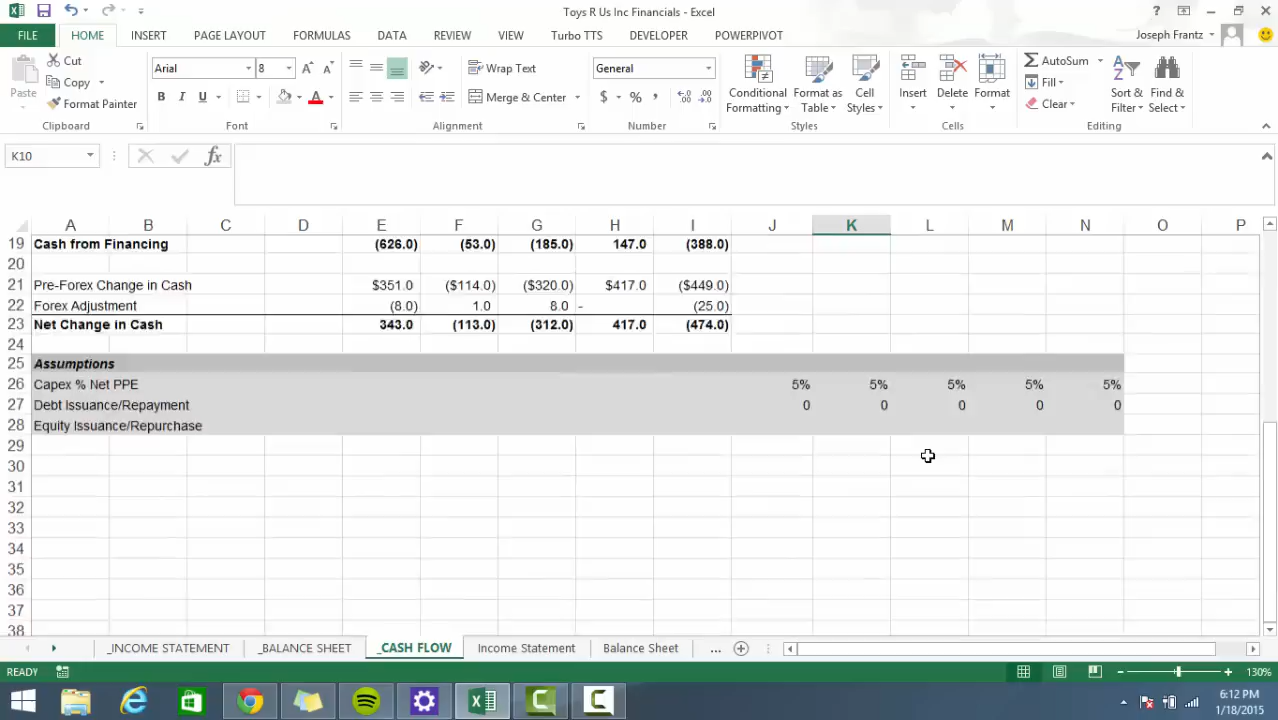 Toys R Us Inc Financials - Excel
FILE HOME INSERT PAGE LAYOUT FORMULAS DATA REVIEW VIEW Turbo TTS DEVELOPER POWERPIVOT Joseph Frantz
Cut Arial 8 Wrap Text General AutoSum
Copy Fill
Paste Format Painter B I U A Merge & Center $ % , Conditional Formatting Format as Table Cell Styles Insert Delete Format Clear Sort & Filter Find & Select
Clipboard Font Alignment Number Styles Cells Editing
K10 fx
A B C D E F G H I J K L M N O P
19 Cash from Financing (626.0) (53.0) (185.0) 147.0 (388.0)
20
21 Pre-Forex Change in Cash $351.0 ($114.0) ($320.0) $417.0 ($449.0)
22 Forex Adjustment (8.0) 1.0 8.0 - (25.0)
23 Net Change in Cash 343.0 (113.0) (312.0) 417.0 (474.0)
24
25 Assumptions
26 Capex % Net PPE 5% 5% 5% 5% 5%
27 Debt Issuance/Repayment 0 0 0 0 0
28 Equity Issuance/Repurchase
29
30
31
32
33
34
35
36
37
38
_INCOME STATEMENT _BALANCE SHEET _CASH FLOW Income Statement Balance Sheet ...
READY 130%
6:12 PM
1/18/2015